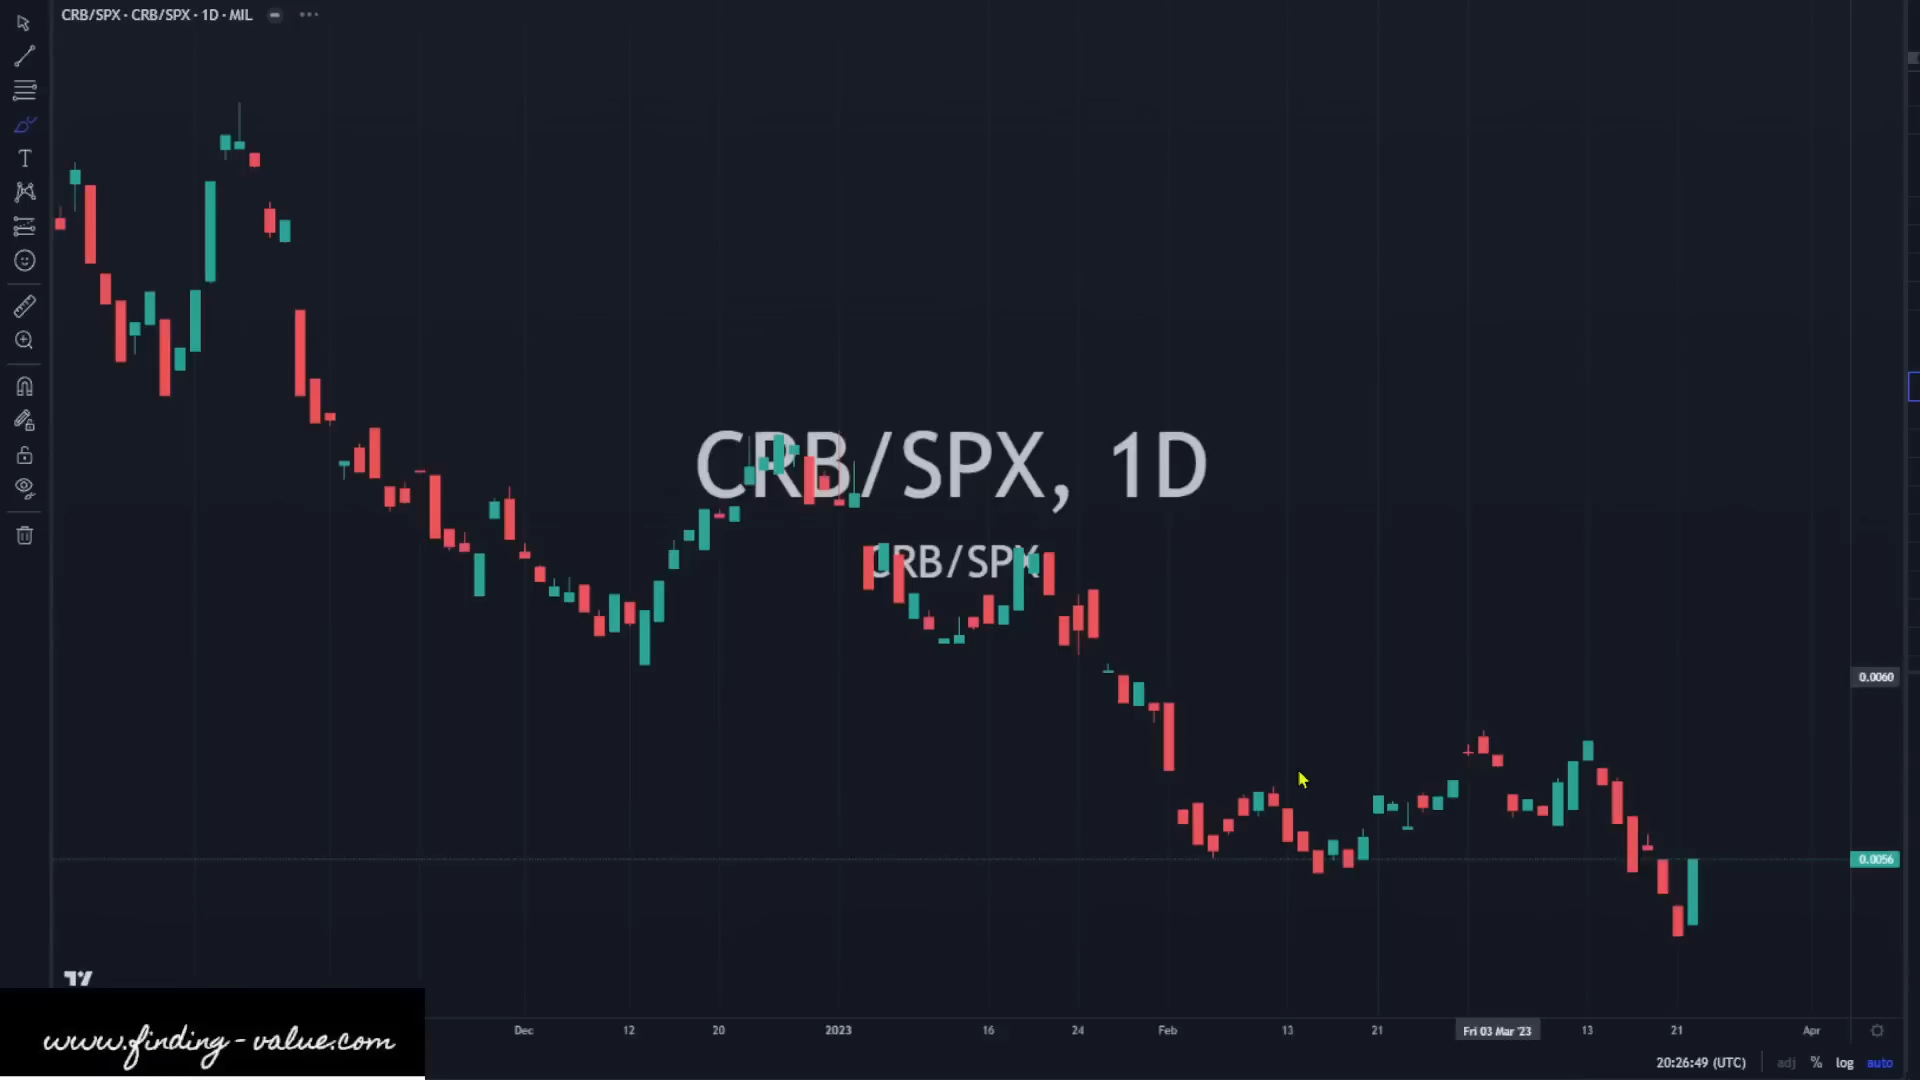 CRB/SPX · CRB/SPX · 1D · MIL
CRB/SPX, 1D
CRB/SPX
0.0060
0.0056
Dec 12 20 2023 16 24 Feb 13 21 Fri 03 Mar '23 13 21 Apr
www.finding-value.com
20:26:49 (UTC) adj % log auto